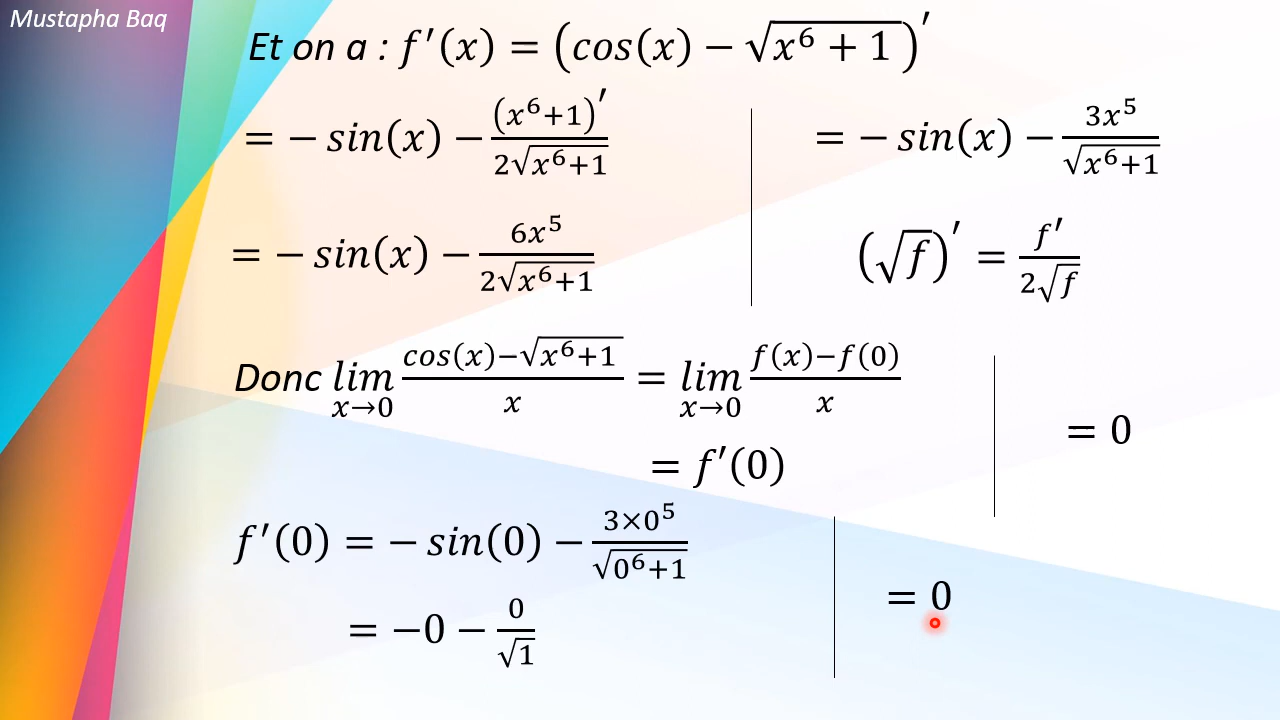 Mustapha Baq
Et on a : f′(x) = (cos(x) − √(x⁶ + 1))′
= − sin(x) − (x⁶+1)′/(2√(x⁶+1))
= − sin(x) − 3x⁵/√(x⁶+1)
= − sin(x) − 6x⁵/(2√(x⁶+1))
(√f)′ = f′/(2√f)
Donc lim x→0 (cos(x)−√(x⁶+1))/x = lim x→0 (f(x)−f(0))/x
= f′(0)
= 0
f′(0) = − sin(0) − (3×0⁵)/√(0⁶+1)
= −0 − 0/√1
= 0